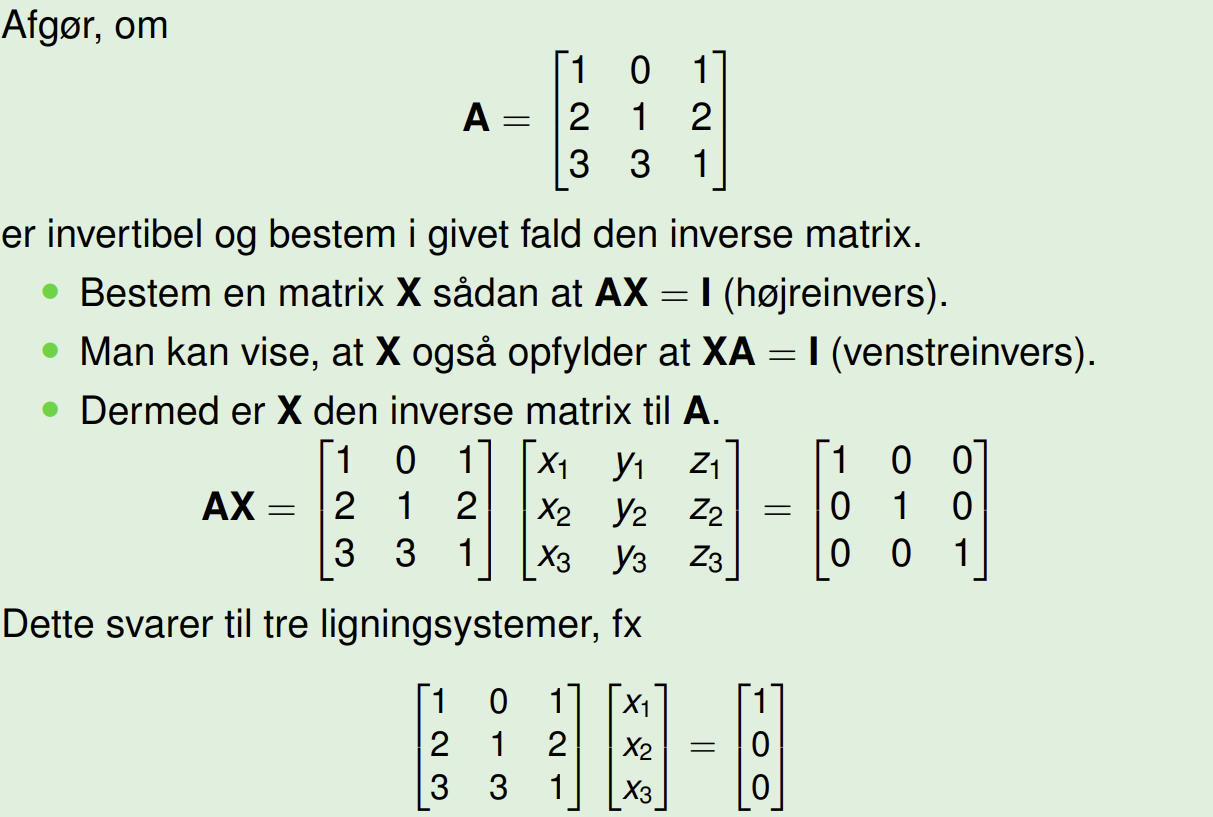 Afgør, om
A = [1 0 1
2 1 2
3 3 1]
er invertibel og bestem i givet fald den inverse matrix.
• Bestem en matrix X sådan at AX = I (højreinvers).
• Man kan vise, at X også opfylder at XA = I (venstreinvers).
• Dermed er X den inverse matrix til A.
AX = [1 0 1; 2 1 2; 3 3 1] [x₁ y₁ z₁; x₂ y₂ z₂; x₃ y₃ z₃] = [1 0 0; 0 1 0; 0 0 1]
Dette svarer til tre ligningsystemer, fx
[1 0 1; 2 1 2; 3 3 1] [x₁; x₂; x₃] = [1; 0; 0]